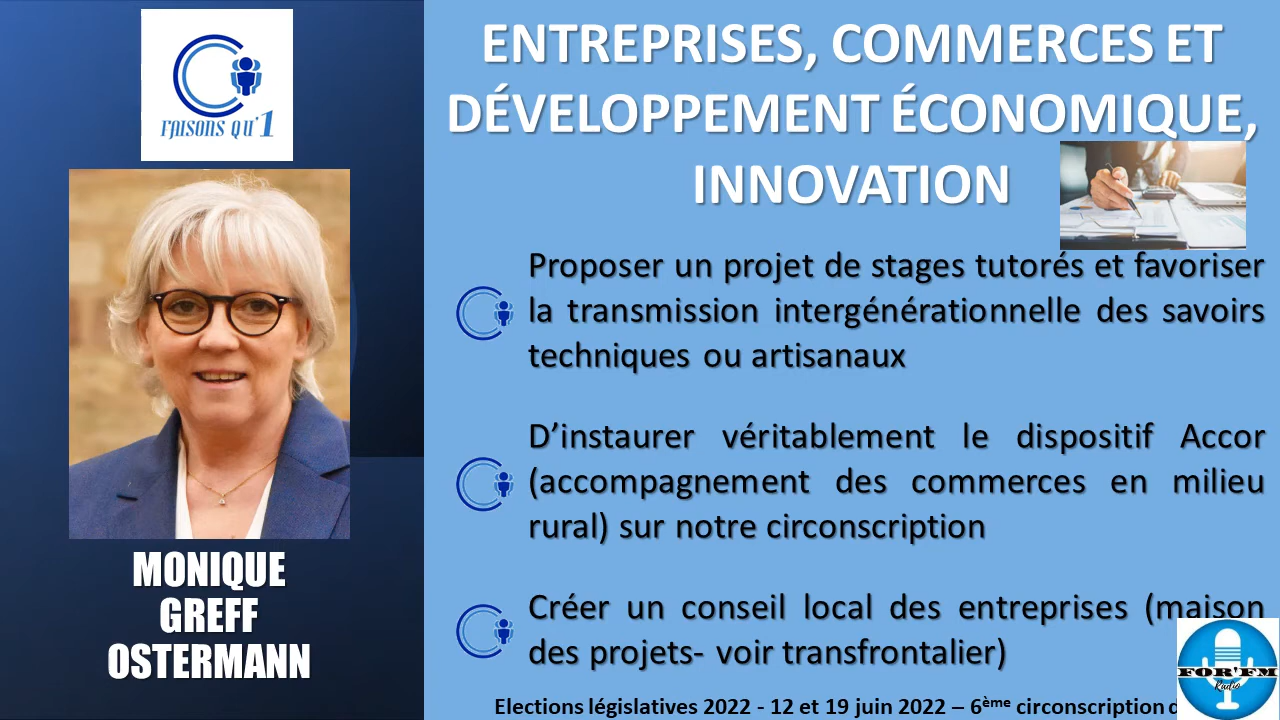 FAISONS QU'1
MONIQUE
GREFF
OSTERMANN
ENTREPRISES, COMMERCES ET
DÉVELOPPEMENT ÉCONOMIQUE,
INNOVATION
Proposer un projet de stages tutorés et favoriser
la transmission intergénérationnelle des savoirs
techniques ou artisanaux
D’instaurer véritablement le dispositif Accor
(accompagnement des commerces en milieu
rural) sur notre circonscription
Créer un conseil local des entreprises (maison
des projets- voir transfrontalier)
Elections législatives 2022 - 12 et 19 juin 2022 – 6ème circonscription
FOR'FM
Radio